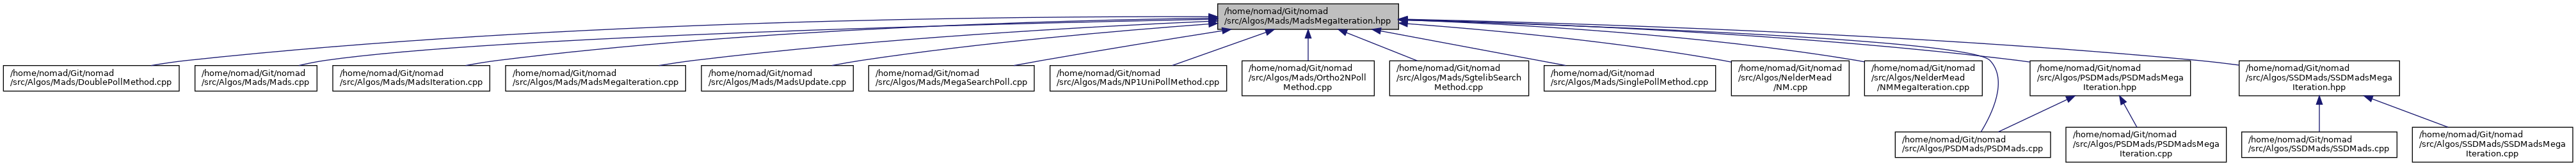 /home/nomad/Git/nomad
/src/Algos/Mads/MadsMegaIteration.hpp
/home/nomad/Git/nomad
/src/Algos/Mads/DoublePollMethod.cpp
/home/nomad/Git/nomad
/src/Algos/Mads/Mads.cpp
/home/nomad/Git/nomad
/src/Algos/Mads/MadsIteration.cpp
/home/nomad/Git/nomad
/src/Algos/Mads/MadsMegaIteration.cpp
/home/nomad/Git/nomad
/src/Algos/Mads/MadsUpdate.cpp
/home/nomad/Git/nomad
/src/Algos/Mads/MegaSearchPoll.cpp
/home/nomad/Git/nomad
/src/Algos/Mads/NP1UniPollMethod.cpp
/home/nomad/Git/nomad
/src/Algos/Mads/Ortho2NPoll
Method.cpp
/home/nomad/Git/nomad
/src/Algos/Mads/SgtelibSearch
Method.cpp
/home/nomad/Git/nomad
/src/Algos/Mads/SinglePollMethod.cpp
/home/nomad/Git/nomad
/src/Algos/NelderMead
/NM.cpp
/home/nomad/Git/nomad
/src/Algos/NelderMead
/NMMegaIteration.cpp
/home/nomad/Git/nomad
/src/Algos/PSDMads/PSDMadsMega
Iteration.hpp
/home/nomad/Git/nomad
/src/Algos/SSDMads/SSDMadsMega
Iteration.hpp
/home/nomad/Git/nomad
/src/Algos/PSDMads/PSDMads.cpp
/home/nomad/Git/nomad
/src/Algos/PSDMads/PSDMadsMega
Iteration.cpp
/home/nomad/Git/nomad
/src/Algos/SSDMads/SSDMads.cpp
/home/nomad/Git/nomad
/src/Algos/SSDMads/SSDMadsMega
Iteration.cpp